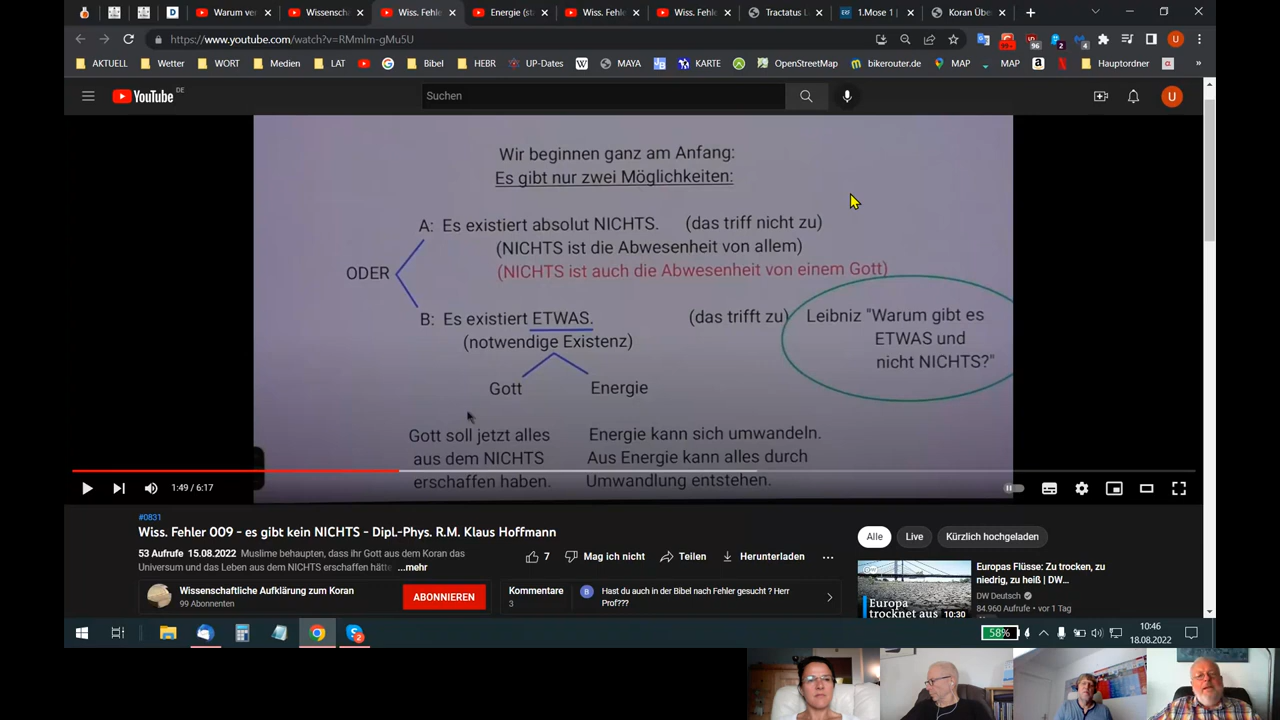 Warum ver
Wissenscha
Wiss. Fehler
Energie (st
Wiss. Fehle
Wiss. Fehle
Tractatus L
1.Mose 1 |
Koran Übe
https://www.youtube.com/watch?v=RMmlm-gMu5U
AKTUELL
Wetter
WORT
Medien
LAT
Bibel
HEBR
UP-Dates
MAYA
KARTE
OpenStreetMap
bikerouter.de
MAP
MAP
Hauptordner
YouTube DE
Suchen
U
Wir beginnen ganz am Anfang:
Es gibt nur zwei Möglichkeiten:
A: Es existiert absolut NICHTS. (das triff nicht zu)
(NICHTS ist die Abwesenheit von allem)
ODER
(NICHTS ist auch die Abwesenheit von einem Gott)
B: Es existiert ETWAS. (das trifft zu)
(notwendige Existenz)
Leibniz "Warum gibt es
ETWAS und
nicht NICHTS?"
Gott
Energie
Gott soll jetzt alles
aus dem NICHTS
erschaffen haben.
Energie kann sich umwandeln.
Aus Energie kann alles durch
Umwandlung entstehen.
1:49 / 6:17
#0831
Wiss. Fehler 009 - es gibt kein NICHTS - Dipl.-Phys. R.M. Klaus Hoffmann
53 Aufrufe 15.08.2022 Muslime behaupten, dass ihr Gott aus dem Koran das
Universum und das Leben aus dem NICHTS erschaffen hätte ...mehr
7
Mag ich nicht
Teilen
Herunterladen
Wissenschaftliche Aufklärung zum Koran
99 Abonnenten
ABONNIEREN
Kommentare
3
B
Hast du auch in der Bibel nach Fehler gesucht ? Herr
Prof???
Alle
Live
Kürzlich hochgeladen
Europa
trocknet aus
10:30
Europas Flüsse: Zu trocken, zu
niedrig, zu heiß | DW...
DW Deutsch
84.960 Aufrufe • vor 1 Tag
58%
10:46
18.08.2022